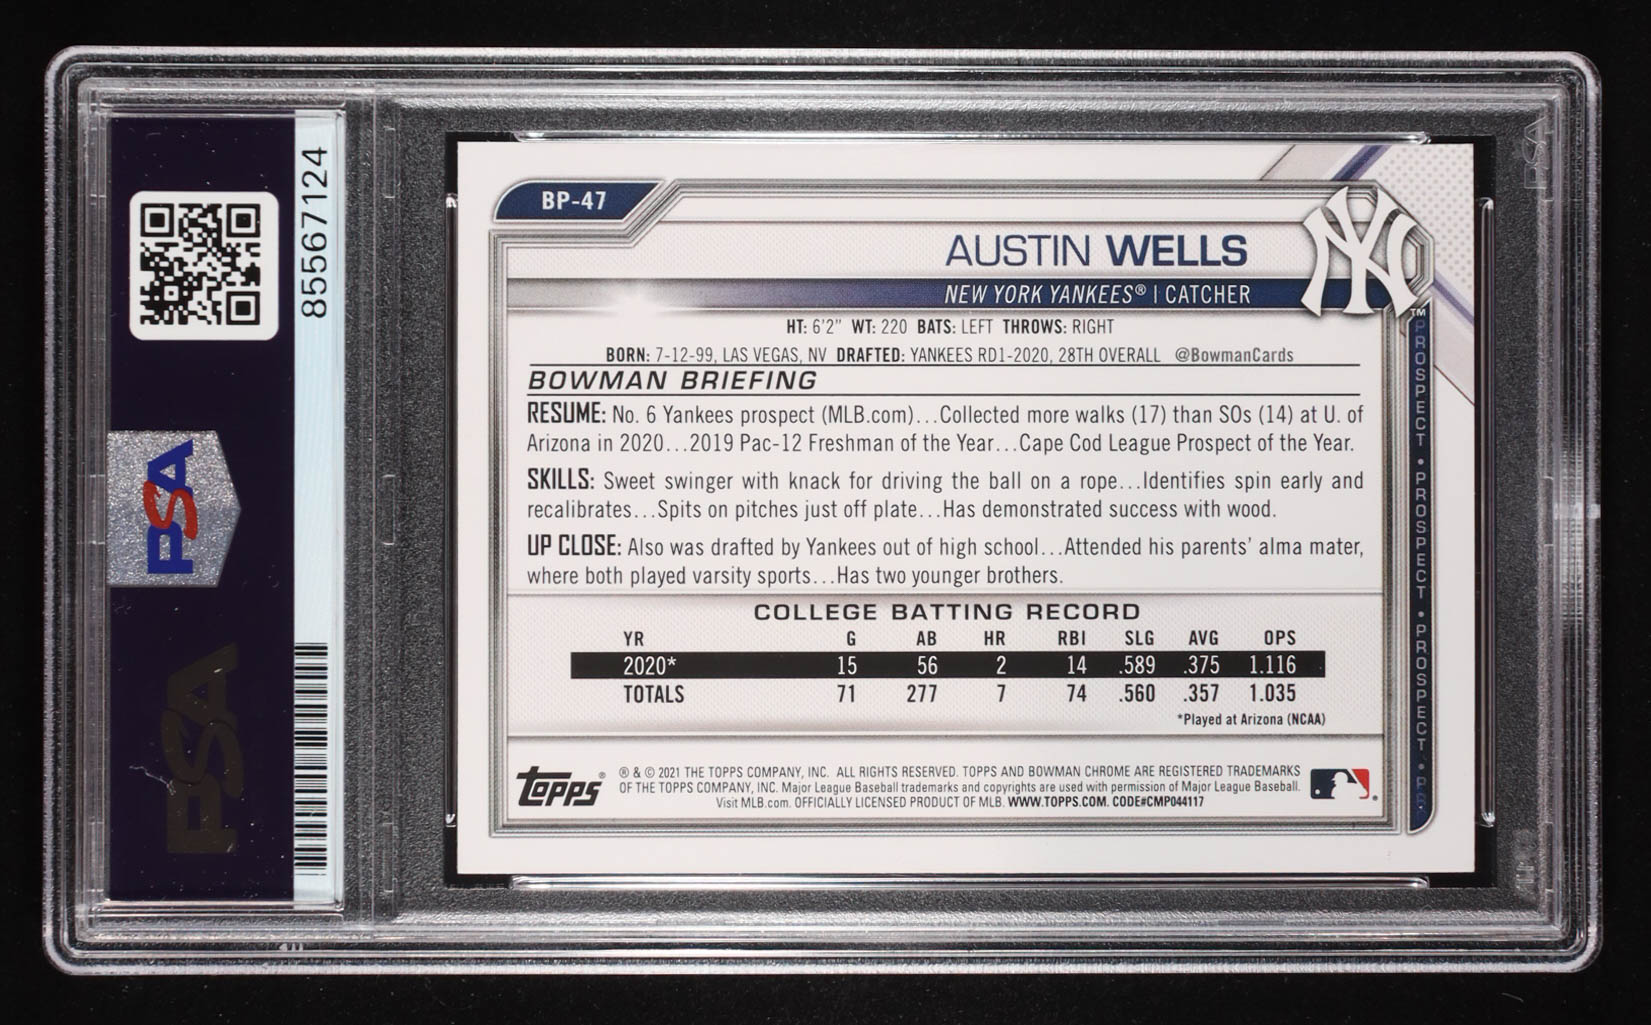 85567124
PSA
PSA
BP-47
AUSTIN WELLS
NEW YORK YANKEES® | CATCHER
NY
TM
HT: 6'2" WT: 220 BATS: LEFT THROWS: RIGHT
BORN: 7-12-99, LAS VEGAS, NV DRAFTED: YANKEES RD1-2020, 28TH OVERALL @BowmanCards
BOWMAN BRIEFING
RESUME: No. 6 Yankees prospect (MLB.com)...Collected more walks (17) than SOs (14) at U. of
Arizona in 2020...2019 Pac-12 Freshman of the Year...Cape Cod League Prospect of the Year.
SKILLS: Sweet swinger with knack for driving the ball on a rope...Identifies spin early and
recalibrates...Spits on pitches just off plate...Has demonstrated success with wood.
UP CLOSE: Also was drafted by Yankees out of high school...Attended his parents' alma mater,
where both played varsity sports...Has two younger brothers.
COLLEGE BATTING RECORD
YR G AB HR RBI SLG AVG OPS
2020* 15 56 2 14 .589 .375 1.116
TOTALS 71 277 7 74 .560 .357 1.035
*Played at Arizona (NCAA)
Topps®
® & © 2021 THE TOPPS COMPANY, INC. ALL RIGHTS RESERVED. TOPPS AND BOWMAN CHROME ARE REGISTERED TRADEMARKS
OF THE TOPPS COMPANY, INC. Major League Baseball trademarks and copyrights are used with permission of Major League Baseball.
Visit MLB.com. OFFICIALLY LICENSED PRODUCT OF MLB. WWW.TOPPS.COM. CODE#CMP044117
PROSPECT • PROSPECT • PROSPECT • PR
PSA